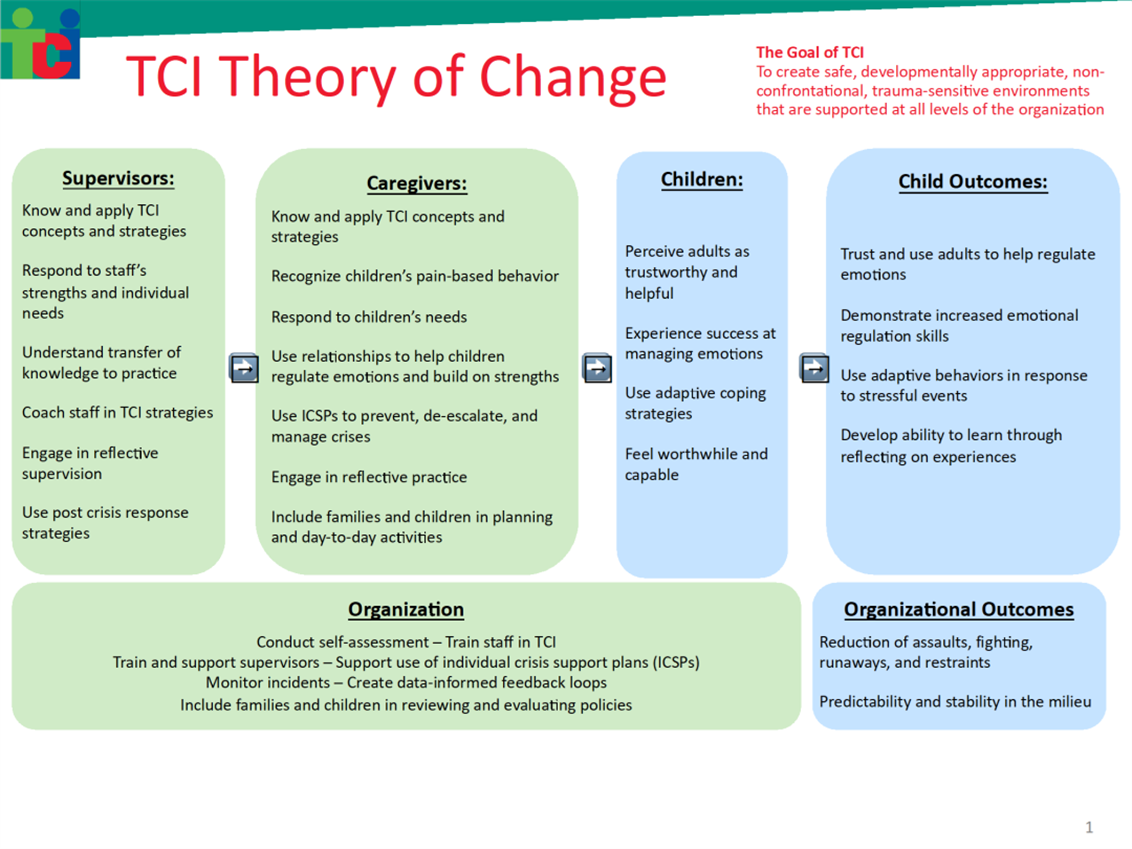 TCI
TCI Theory of Change
The Goal of TCI
To create safe, developmentally appropriate, non-
confrontational, trauma-sensitive environments
that are supported at all levels of the organization
Supervisors:
Know and apply TCI
concepts and strategies
Respond to staff’s
strengths and individual
needs
Understand transfer of
knowledge to practice
Coach staff in TCI strategies
Engage in reflective
supervision
Use post crisis response
strategies
Caregivers:
Know and apply TCI concepts and
strategies
Recognize children’s pain-based behavior
Respond to children’s needs
Use relationships to help children
regulate emotions and build on strengths
Use ICSPs to prevent, de-escalate, and
manage crises
Engage in reflective practice
Include families and children in planning
and day-to-day activities
Children:
Perceive adults as
trustworthy and
helpful
Experience success at
managing emotions
Use adaptive coping
strategies
Feel worthwhile and
capable
Child Outcomes:
Trust and use adults to help regulate
emotions
Demonstrate increased emotional
regulation skills
Use adaptive behaviors in response
to stressful events
Develop ability to learn through
reflecting on experiences
Organization
Conduct self-assessment – Train staff in TCI
Train and support supervisors – Support use of individual crisis support plans (ICSPs)
Monitor incidents – Create data-informed feedback loops
Include families and children in reviewing and evaluating policies
Organizational Outcomes
Reduction of assaults, fighting,
runaways, and restraints
Predictability and stability in the milieu
1